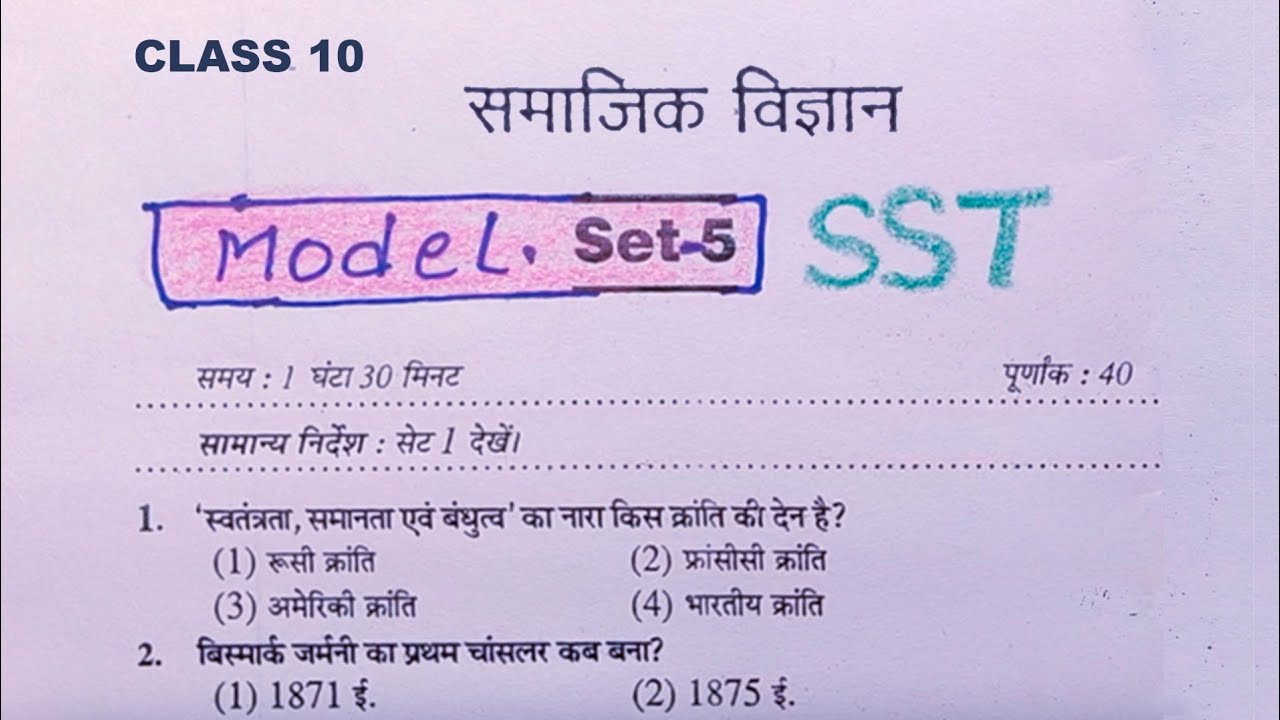 CLASS 10
समाजिक विज्ञान
Model. Set-5 SST
समय : 1 घंटा 30 मिनट पूर्णांक : 40
सामान्य निर्देश : सेट 1 देखें।
1. 'स्वतंत्रता, समानता एवं बंधुत्व' का नारा किस क्रांति की देन है?
(1) रूसी क्रांति (2) फ्रांसीसी क्रांति
(3) अमेरिकी क्रांति (4) भारतीय क्रांति
2. बिस्मार्क जर्मनी का प्रथम चांसलर कब बना?
(1) 1871 ई. (2) 1875 ई.